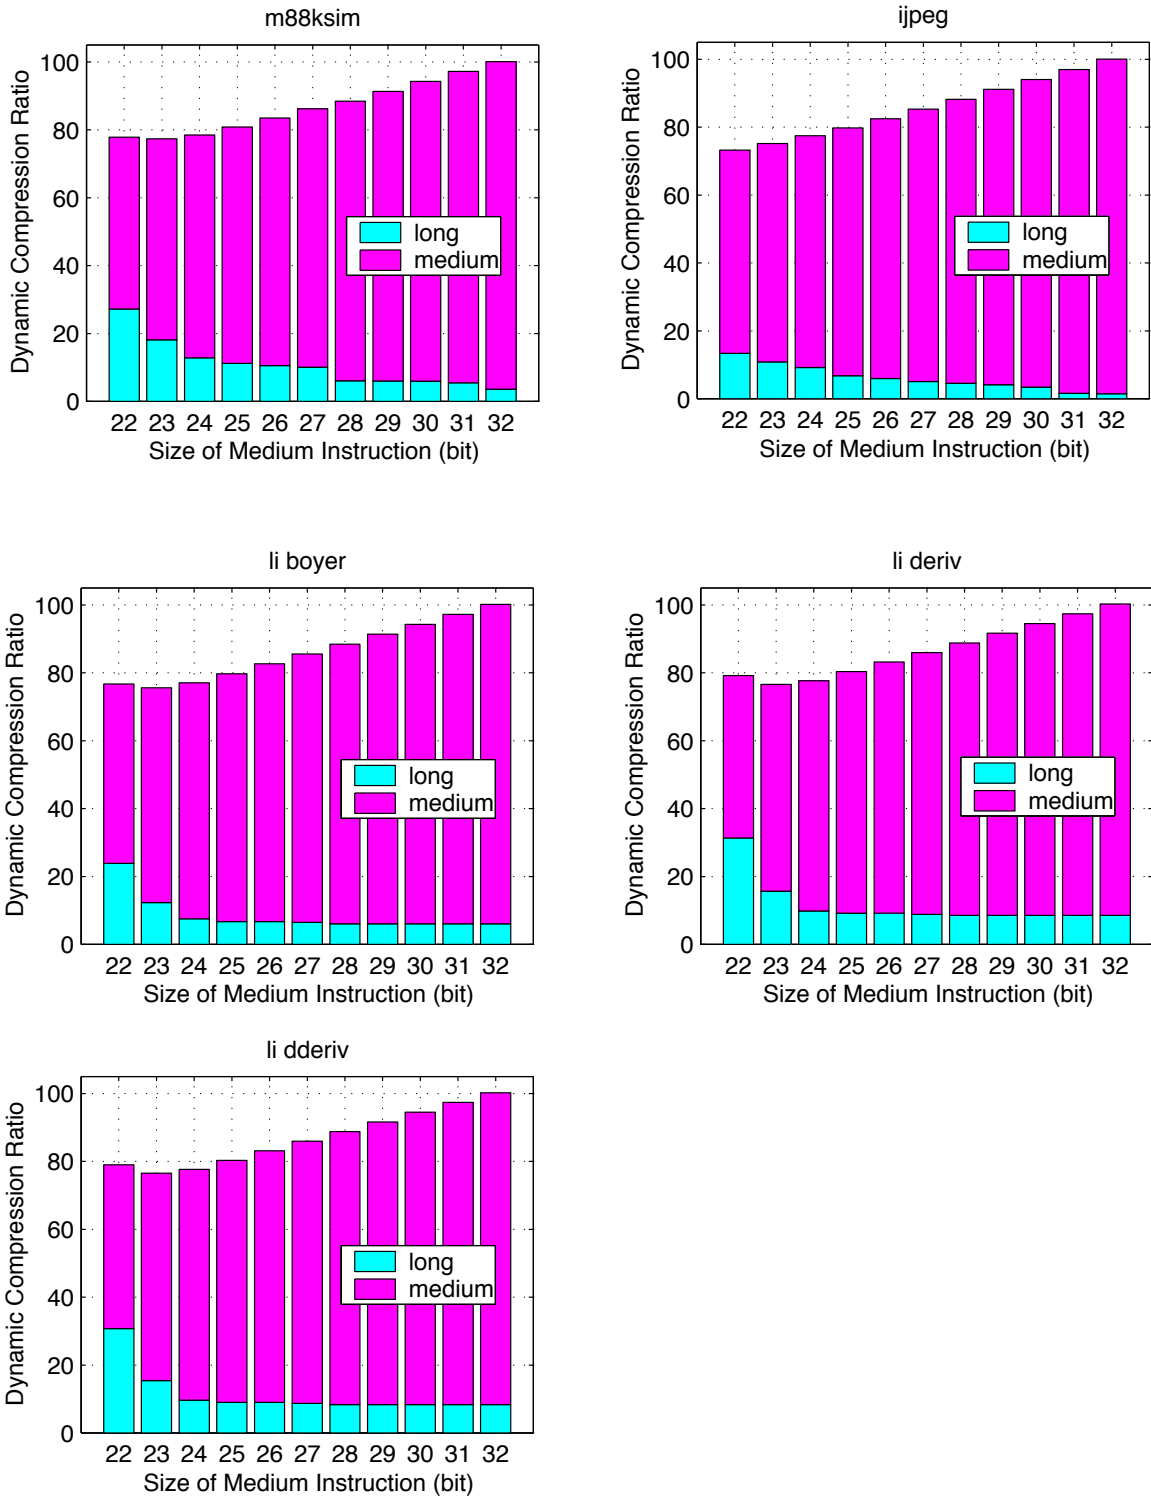 m88ksim
Dynamic Compression Ratio
100
80
60
40
20
0
long
medium
22 23 24 25 26 27 28 29 30 31 32
Size of Medium Instruction (bit)
ijpeg
Dynamic Compression Ratio
100
80
60
40
20
0
long
medium
22 23 24 25 26 27 28 29 30 31 32
Size of Medium Instruction (bit)
li boyer
Dynamic Compression Ratio
100
80
60
40
20
0
long
medium
22 23 24 25 26 27 28 29 30 31 32
Size of Medium Instruction (bit)
li deriv
Dynamic Compression Ratio
100
80
60
40
20
0
long
medium
22 23 24 25 26 27 28 29 30 31 32
Size of Medium Instruction (bit)
li dderiv
Dynamic Compression Ratio
100
80
60
40
20
0
long
medium
22 23 24 25 26 27 28 29 30 31 32
Size of Medium Instruction (bit)